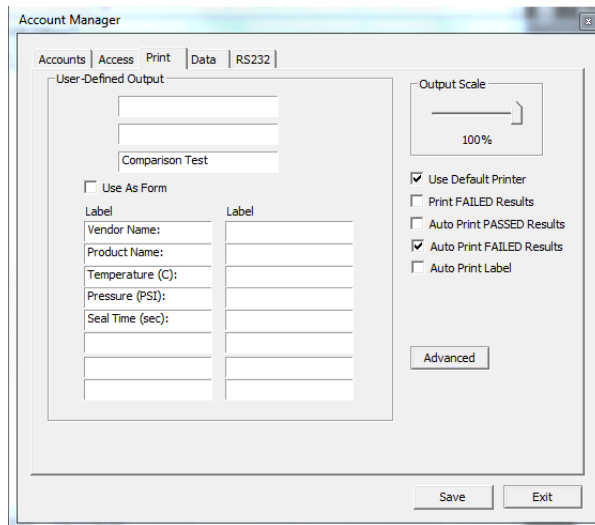 Account Manager
x
Accounts Access Print Data RS232
User-Defined Output
Comparison Test
Use As Form
Label Label
Vendor Name:
Product Name:
Temperature (C):
Pressure (PSI):
Seal Time (sec):
Output Scale
100%
Use Default Printer
Print FAILED Results
Auto Print PASSED Results
Auto Print FAILED Results
Auto Print Label
Advanced
Save Exit